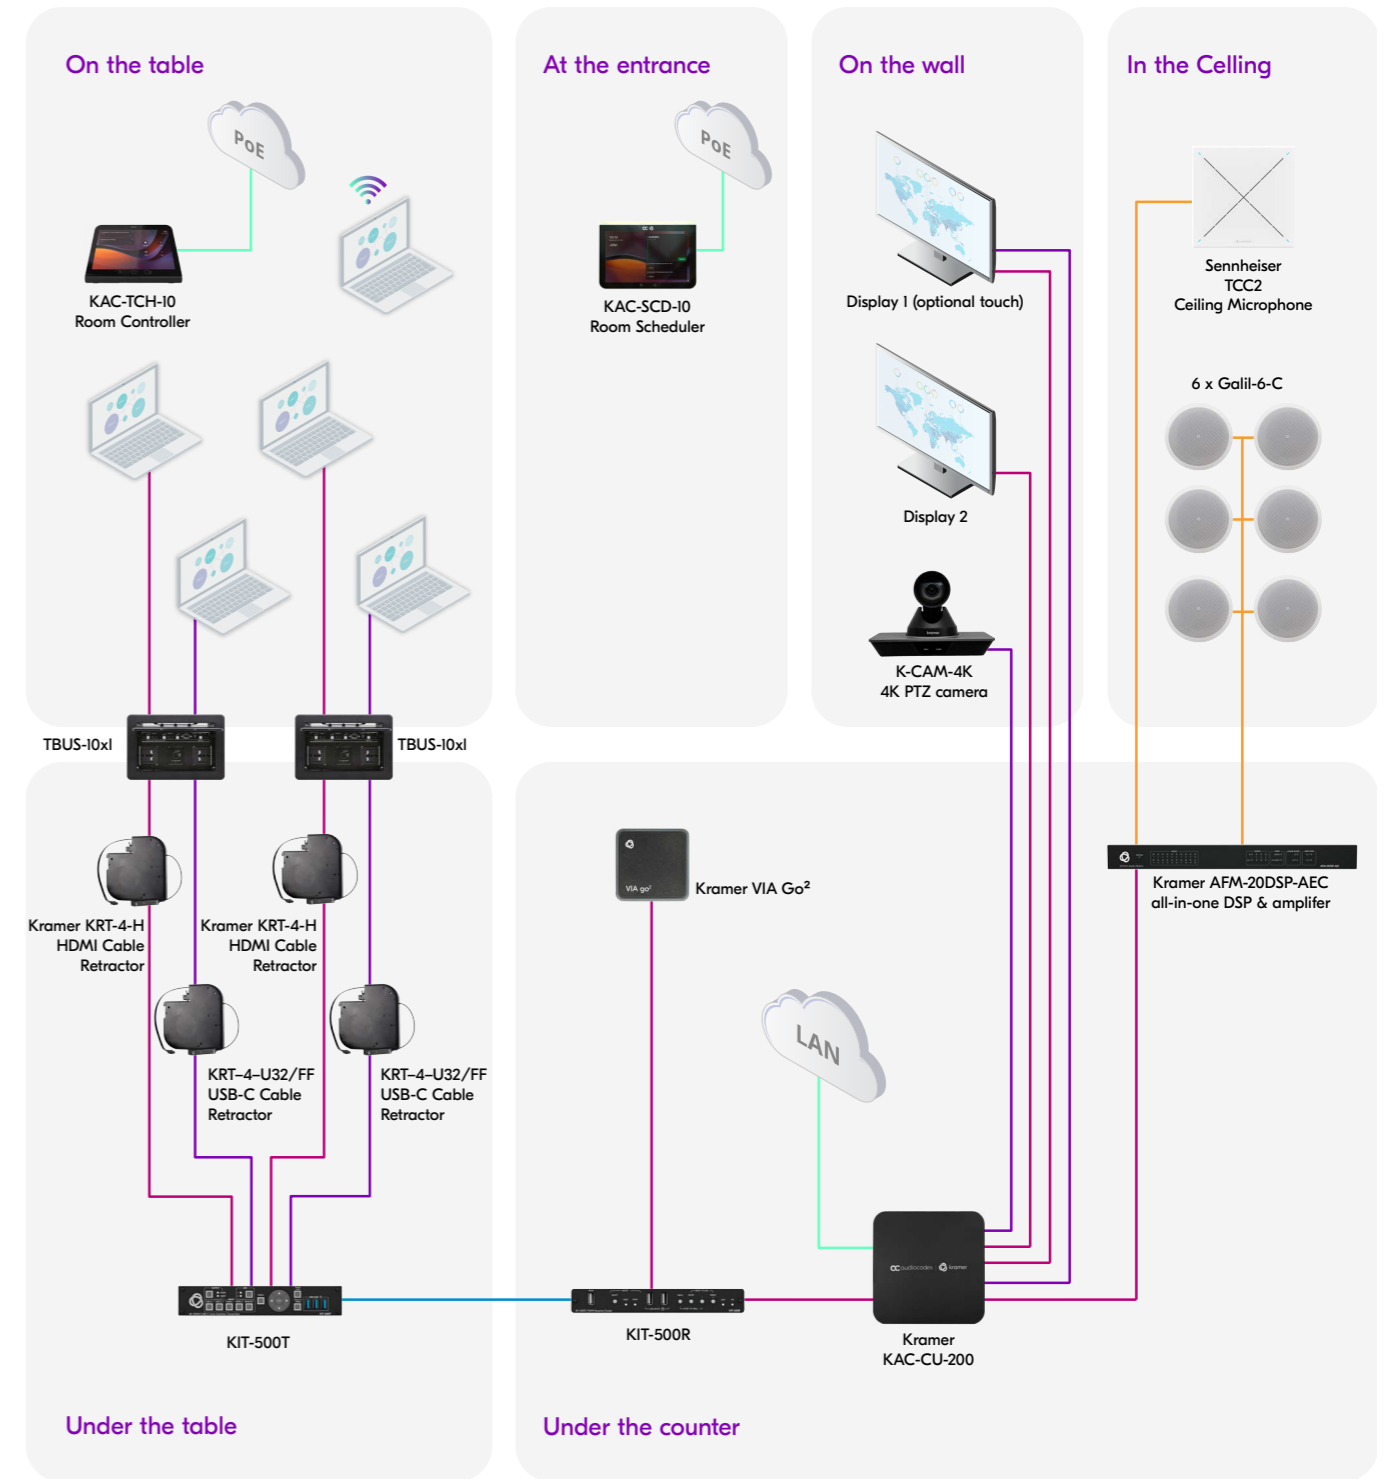 On the table
At the entrance
On the wall
In the Celling
PoE
PoE
KAC-TCH-10
Room Controller
KAC-SCD-10
Room Scheduler
Display 1 (optional touch)
Sennheiser
TCC2
Ceiling Microphone
6 x Galil-6-C
Display 2
K-CAM-4K
4K PTZ camera
TBUS-10xl
TBUS-10xl
VIA go²
Kramer VIA Go²
Kramer AFM-20DSP-AEC
all-in-one DSP & amplifer
Kramer KRT-4-H
HDMI Cable
Retractor
Kramer KRT-4-H
HDMI Cable
Retractor
LAN
KRT–4–U32/FF
USB-C Cable
Retractor
KRT–4–U32/FF
USB-C Cable
Retractor
audiocodes kramer
KIT-500T
KIT-500R
Kramer
KAC-CU-200
Under the table
Under the counter